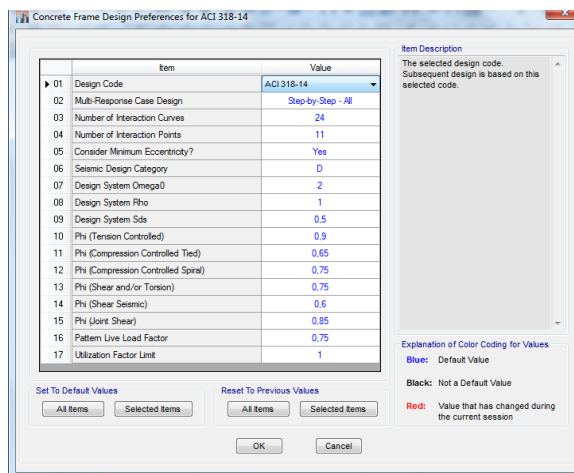 Concrete Frame Design Preferences for ACI 318-14
Item Value
01 Design Code ACI 318-14
02 Multi-Response Case Design Step-by-Step - All
03 Number of Interaction Curves 24
04 Number of Interaction Points 11
05 Consider Minimum Eccentricity? Yes
06 Seismic Design Category D
07 Design System Omega0 2
08 Design System Rho 1
09 Design System Sds 0,5
10 Phi (Tension Controlled) 0,9
11 Phi (Compression Controlled Tied) 0,65
12 Phi (Compression Controlled Spiral) 0,75
13 Phi (Shear and/or Torsion) 0,75
14 Phi (Shear Seismic) 0,6
15 Phi (Joint Shear) 0,85
16 Pattern Live Load Factor 0,75
17 Utilization Factor Limit 1
Item Description
The selected design code.
Subsequent design is based on this
selected code.
Explanation of Color Coding for Values
Blue: Default Value
Black: Not a Default Value
Red: Value that has changed during
the current session
Set To Default Values
All Items Selected Items
Reset To Previous Values
All Items Selected Items
OK Cancel